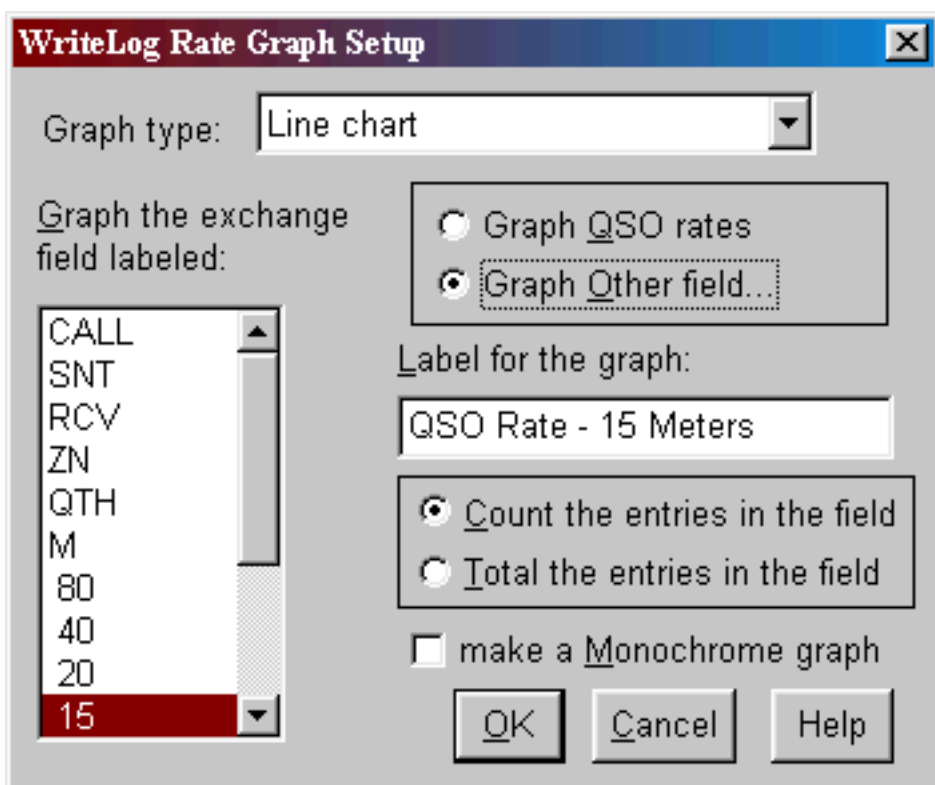 WriteLog Rate Graph Setup
Graph type:
Line chart
Graph the exchange
field labeled:
CALL
SNT
RCV
ZN
QTH
M
80
40
20
15
Graph QSO rates
Graph Other field...
Label for the graph:
QSO Rate - 15 Meters
Count the entries in the field
Total the entries in the field
make a Monochrome graph
OK
Cancel
Help